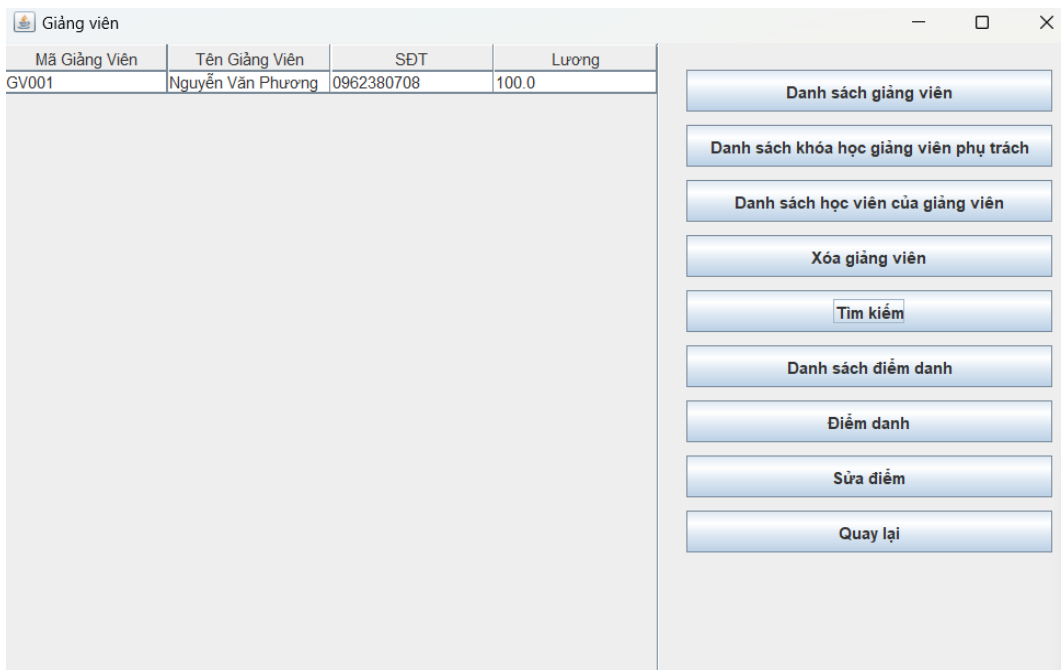 Giảng viên
Mã Giảng Viên Tên Giảng Viên SĐT Lương
GV001 Nguyễn Văn Phương 0962380708 100.0
Danh sách giảng viên
Danh sách khóa học giảng viên phụ trách
Danh sách học viên của giảng viên
Xóa giảng viên
Tìm kiếm
Danh sách điểm danh
Điểm danh
Sửa điểm
Quay lại